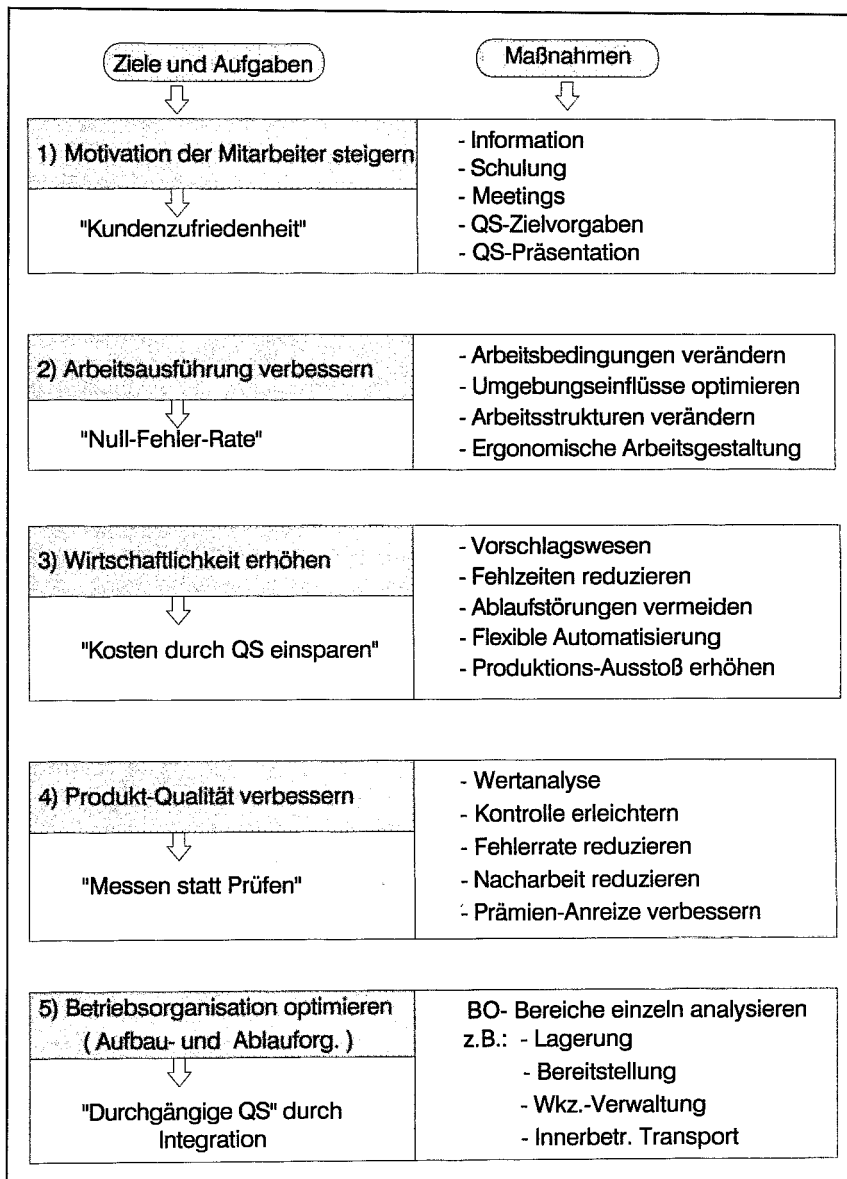 Ziele und Aufgaben
Maßnahmen
1) Motivation der Mitarbeiter steigern
"Kundenzufriedenheit"
- Information
- Schulung
- Meetings
- QS-Zielvorgaben
- QS-Präsentation
2) Arbeitsausführung verbessern
"Null-Fehler-Rate"
- Arbeitsbedingungen verändern
- Umgebungseinflüsse optimieren
- Arbeitsstrukturen verändern
- Ergonomische Arbeitsgestaltung
3) Wirtschaftlichkeit erhöhen
"Kosten durch QS einsparen"
- Vorschlagswesen
- Fehlzeiten reduzieren
- Ablaufstörungen vermeiden
- Flexible Automatisierung
- Produktions-Ausstoß erhöhen
4) Produkt-Qualität verbessern
"Messen statt Prüfen"
- Wertanalyse
- Kontrolle erleichtern
- Fehlerrate reduzieren
- Nacharbeit reduzieren
- Prämien-Anreize verbessern
5) Betriebsorganisation optimieren
( Aufbau- und Ablauforg. )
"Durchgängige QS" durch
Integration
BO- Bereiche einzeln analysieren
z.B.: - Lagerung
- Bereitstellung
- Wkz.-Verwaltung
- Innerbetr. Transport